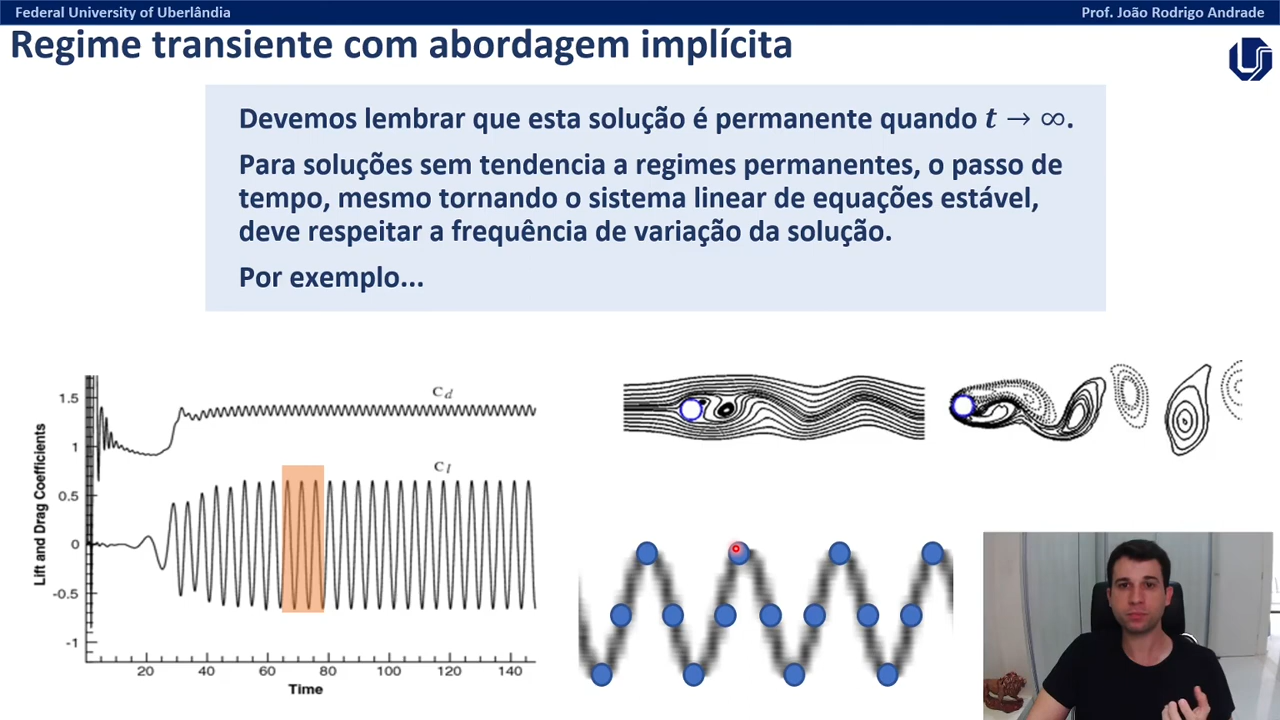 Federal University of Uberlândia
Prof. João Rodrigo Andrade
Regime transiente com abordagem implícita
Devemos lembrar que esta solução é permanente quando t → ∞.
Para soluções sem tendencia a regimes permanentes, o passo de
tempo, mesmo tornando o sistema linear de equações estável,
deve respeitar a frequência de variação da solução.
Por exemplo...
Lift and Drag Coefficients
1.5
1
0.5
0
-0.5
-1
C d
C l
20 40 60 80 100 120 140
Time